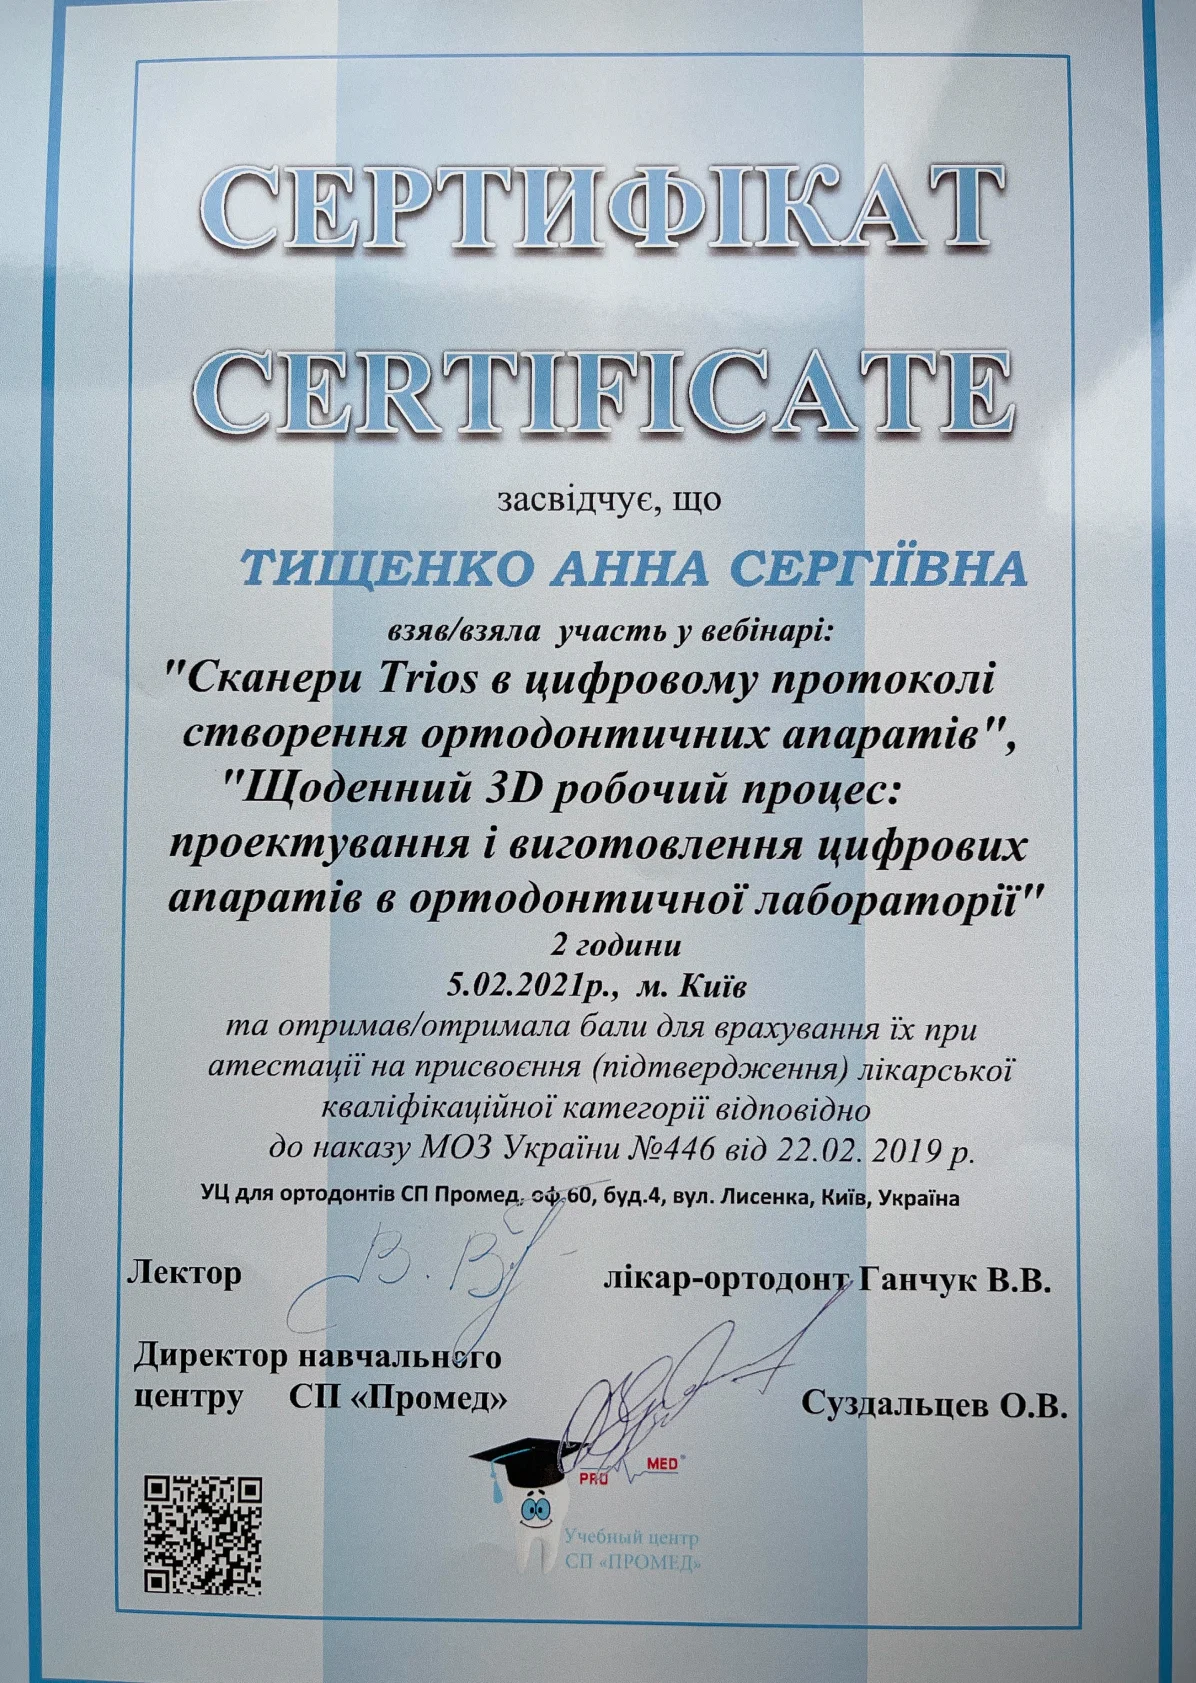 СЕРТИФІКАТ
CERTIFICATE
засвідчує, що
ТИЩЕНКО АННА СЕРГІЇВНА
взяв/взяла участь у вебінарі:
"Сканери Trios в цифровому протоколі
створення ортодонтичних апаратів",
"Щоденний 3D робочий процес:
проектування і виготовлення цифрових
апаратів в ортодонтичної лабораторії"
2 години
5.02.2021р., м. Київ
та отримав/отримала бали для врахування їх при
атестації на присвоєння (підтвердження) лікарської
кваліфікаційної категорії відповідно
до наказу МОЗ України №446 від 22.02. 2019 р.
УЦ для ортодонтів СП Промед. оф.60, буд.4, вул. Лисенка, Київ, Україна
Лектор лікар-ортодонт Ганчук В.В.
Директор навчального
центру СП «Промед» Суздальцев О.В.
PRO MED®
Учебный центр
СП «ПРОМЕД»